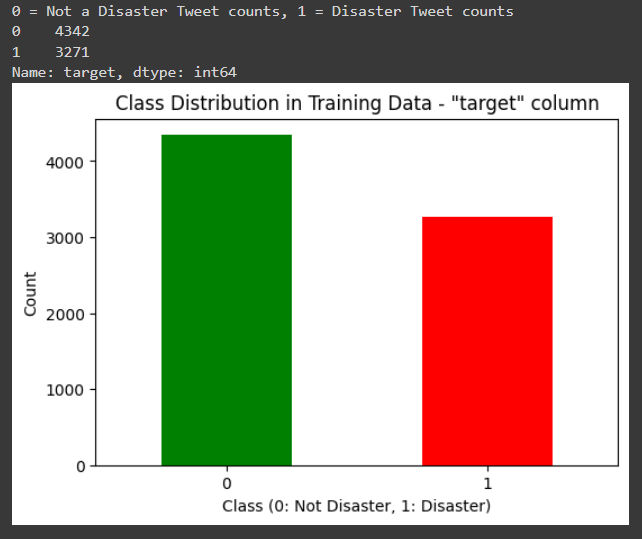 0 = Not a Disaster Tweet counts, 1 = Disaster Tweet counts
0    4342
1    3271
Name: target, dtype: int64
Class Distribution in Training Data - "target" column
4000
3000
2000
1000
0
Count
0 1
Class (0: Not Disaster, 1: Disaster)